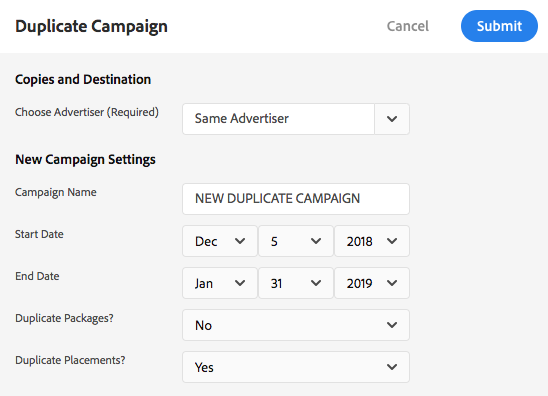 Duplicate Campaign Cancel Submit
Copies and Destination
Choose Advertiser (Required) Same Advertiser
New Campaign Settings
Campaign Name NEW DUPLICATE CAMPAIGN
Start Date Dec 5 2018
End Date Jan 31 2019
Duplicate Packages? No
Duplicate Placements? Yes